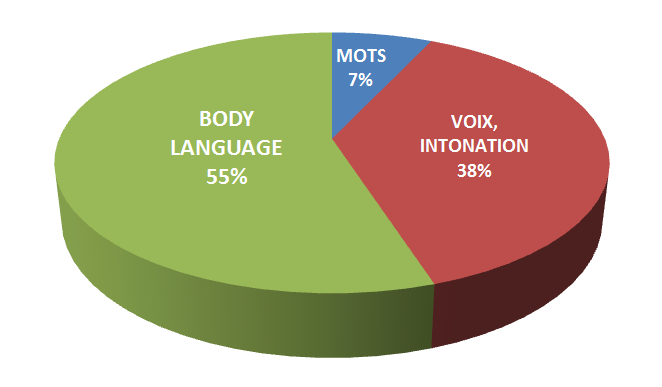 MOTS
7%
BODY
LANGUAGE
55%
VOIX,
INTONATION
38%